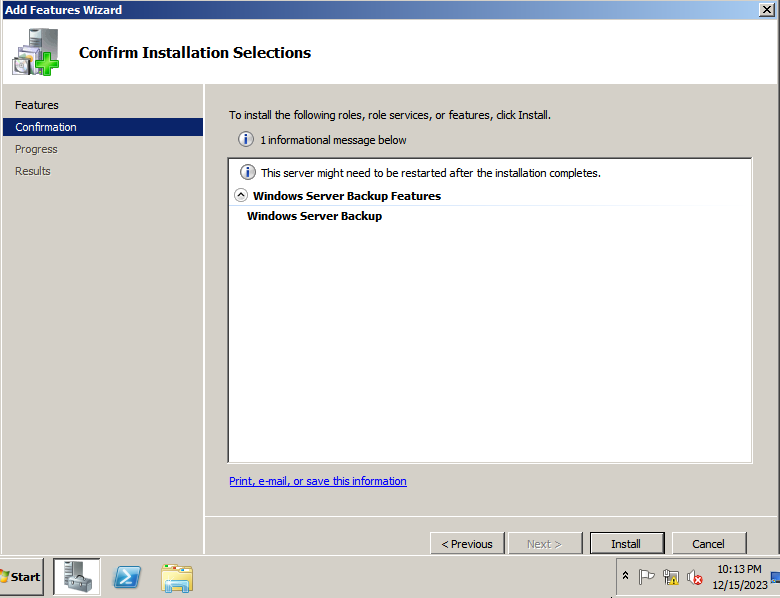 Add Features Wizard
Confirm Installation Selections
Features
Confirmation
Progress
Results
To install the following roles, role services, or features, click Install.
1 informational message below
This server might need to be restarted after the installation completes.
Windows Server Backup Features
Windows Server Backup
Print, e-mail, or save this information
< Previous
Next >
Install
Cancel
Start
10:13 PM
12/15/2023